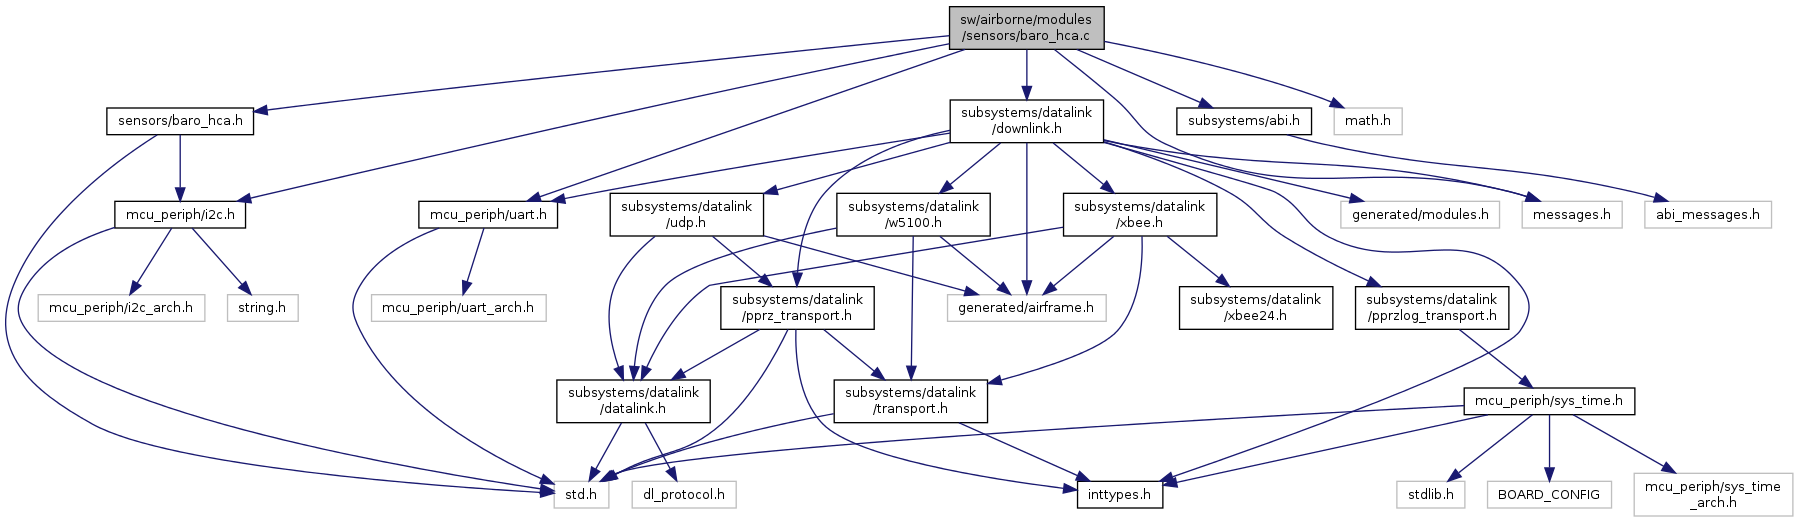 sw/airborne/modules
/sensors/baro_hca.c
sensors/baro_hca.h
subsystems/datalink
/downlink.h
subsystems/abi.h
math.h
mcu_periph/i2c.h
mcu_periph/uart.h
subsystems/datalink
/udp.h
subsystems/datalink
/w5100.h
subsystems/datalink
/xbee.h
generated/modules.h
messages.h
abi_messages.h
mcu_periph/i2c_arch.h
string.h
mcu_periph/uart_arch.h
subsystems/datalink
/pprz_transport.h
generated/airframe.h
subsystems/datalink
/xbee24.h
subsystems/datalink
/pprzlog_transport.h
subsystems/datalink
/datalink.h
subsystems/datalink
/transport.h
mcu_periph/sys_time.h
std.h
dl_protocol.h
inttypes.h
stdlib.h
BOARD_CONFIG
mcu_periph/sys_time
_arch.h